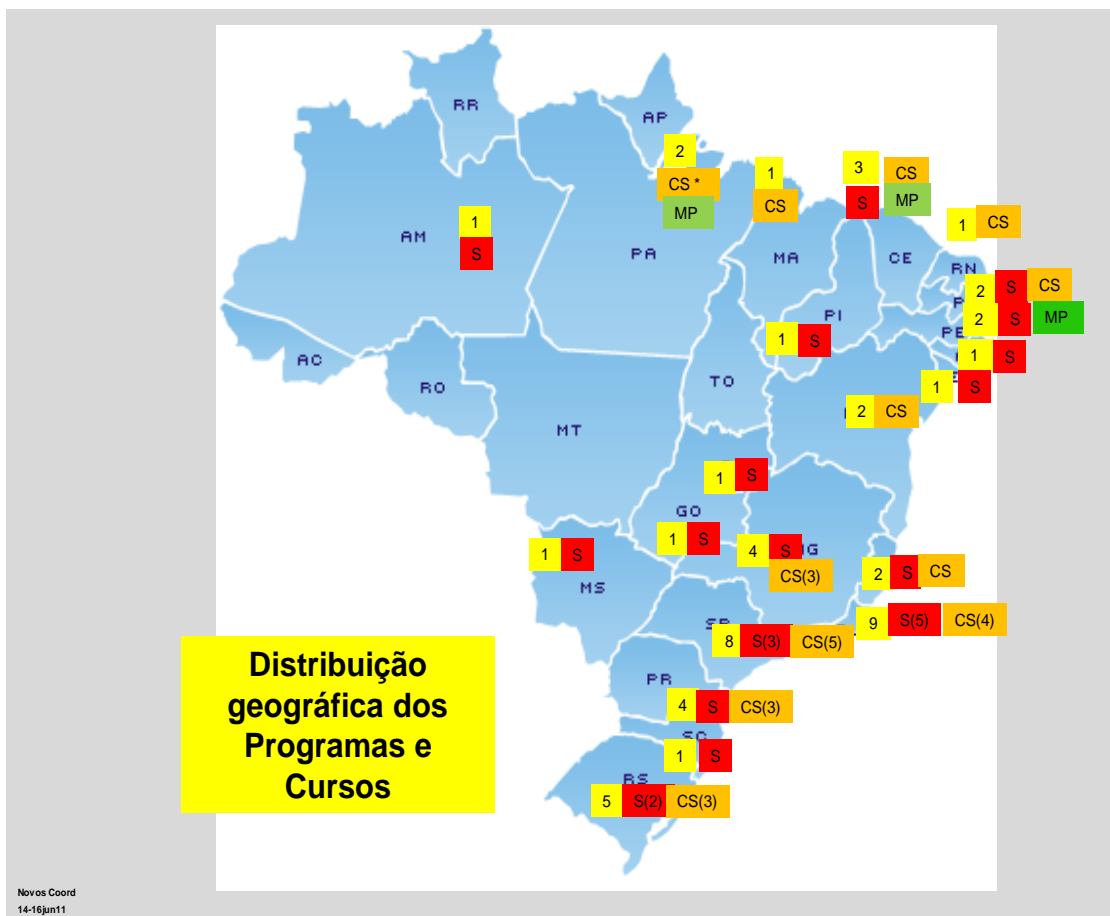 RR
AP
2
CS *
MP
1
CS
3 CS
S MP
1 CS
AM
1
S
PA
MA
CE
RN
2 S CS
P
2 S MP
PI
PE
1 S
1 S
1 S
AC
RO
TO
2 CS
MT
1 S
GO
1 S
4 S G
CS(3)
1 S
MS
2 S CS
9 S(5) CS(4)
8 S(3) CS(5)
Distribuição
geográfica dos
Programas e
Cursos
PR
4 S CS(3)
1 S
RS
5 S(2) CS(3)
Novos Coord
14-16jun11